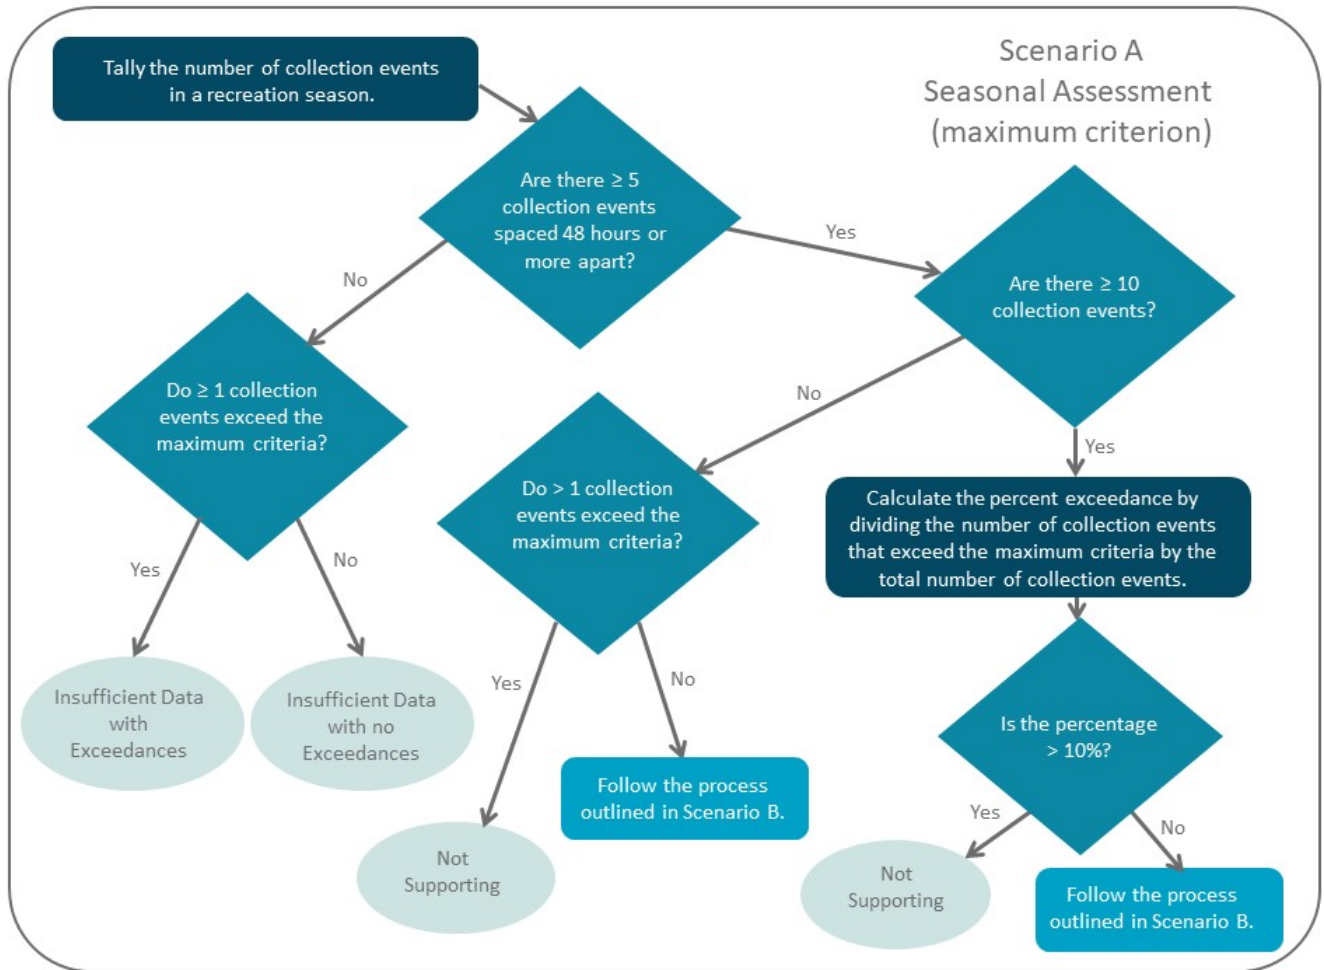 Scenario A
Seasonal Assessment
(maximum criterion)
Tally the number of collection events
in a recreation season.
Are there ≥ 5
collection events
spaced 48 hours or
more apart?
Yes
No
Are there ≥ 10
collection events?
Do ≥ 1 collection
events exceed the
maximum criteria?
No
Yes
Do > 1 collection
events exceed the
maximum criteria?
Calculate the percent exceedance by
dividing the number of collection events
that exceed the maximum criteria by the
total number of collection events.
Yes
No
Insufficient Data
with
Exceedances
Insufficient Data
with no
Exceedances
Yes
No
Is the percentage
> 10%?
Not
Supporting
Follow the process
outlined in Scenario B.
Yes
No
Not
Supporting
Follow the process
outlined in Scenario B.